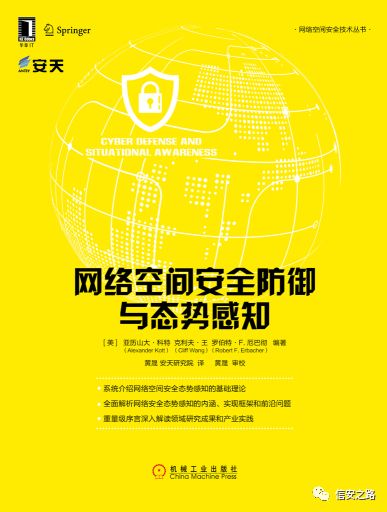 Springer
华章IT
网络空间安全技术丛书
ANTIY
安天
CYBER DEFENSE AND
SITUATIONAL AWARENESS
网络空间安全防御
与态势感知
[美] 亚历山大·科特 克利夫·王 罗伯特·F.厄巴彻 编著
(Alexander Kott) (Cliff Wang) (Robert F. Erbacher)
黄晟 安天研究院 译 黄晟 审校
• 系统介绍网络空间安全态势感知的基础理论
• 全面解析网络安全态势感知的内涵、实现框架和前沿问题
• 重量级序言深入解读领域研究成果和产业实践
机械工业出版社
China Machine Press
信安之路